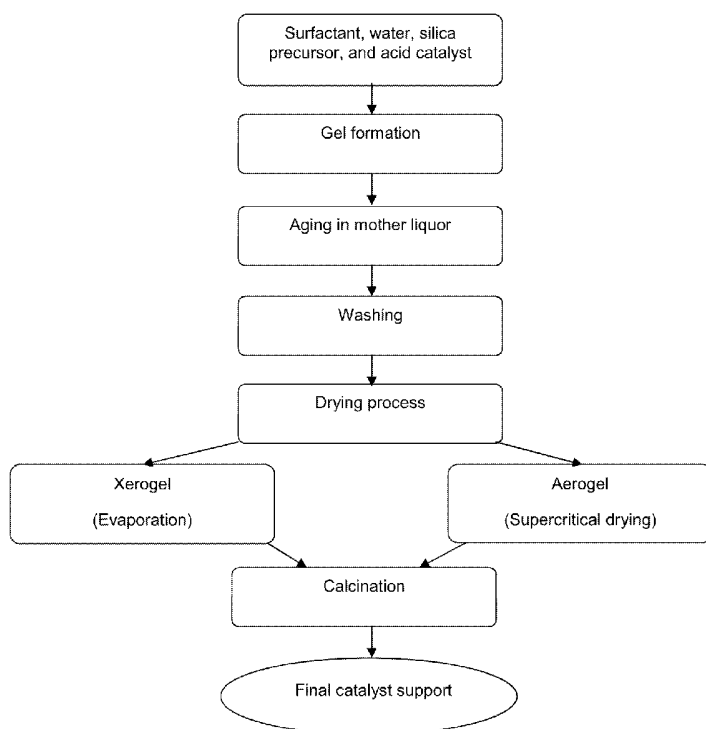 Surfactant, water, silica
precursor, and acid catalyst
Gel formation
Aging in mother liquor
Washing
Drying process
Xerogel
(Evaporation)
Aerogel
(Supercritical drying)
Calcination
Final catalyst support